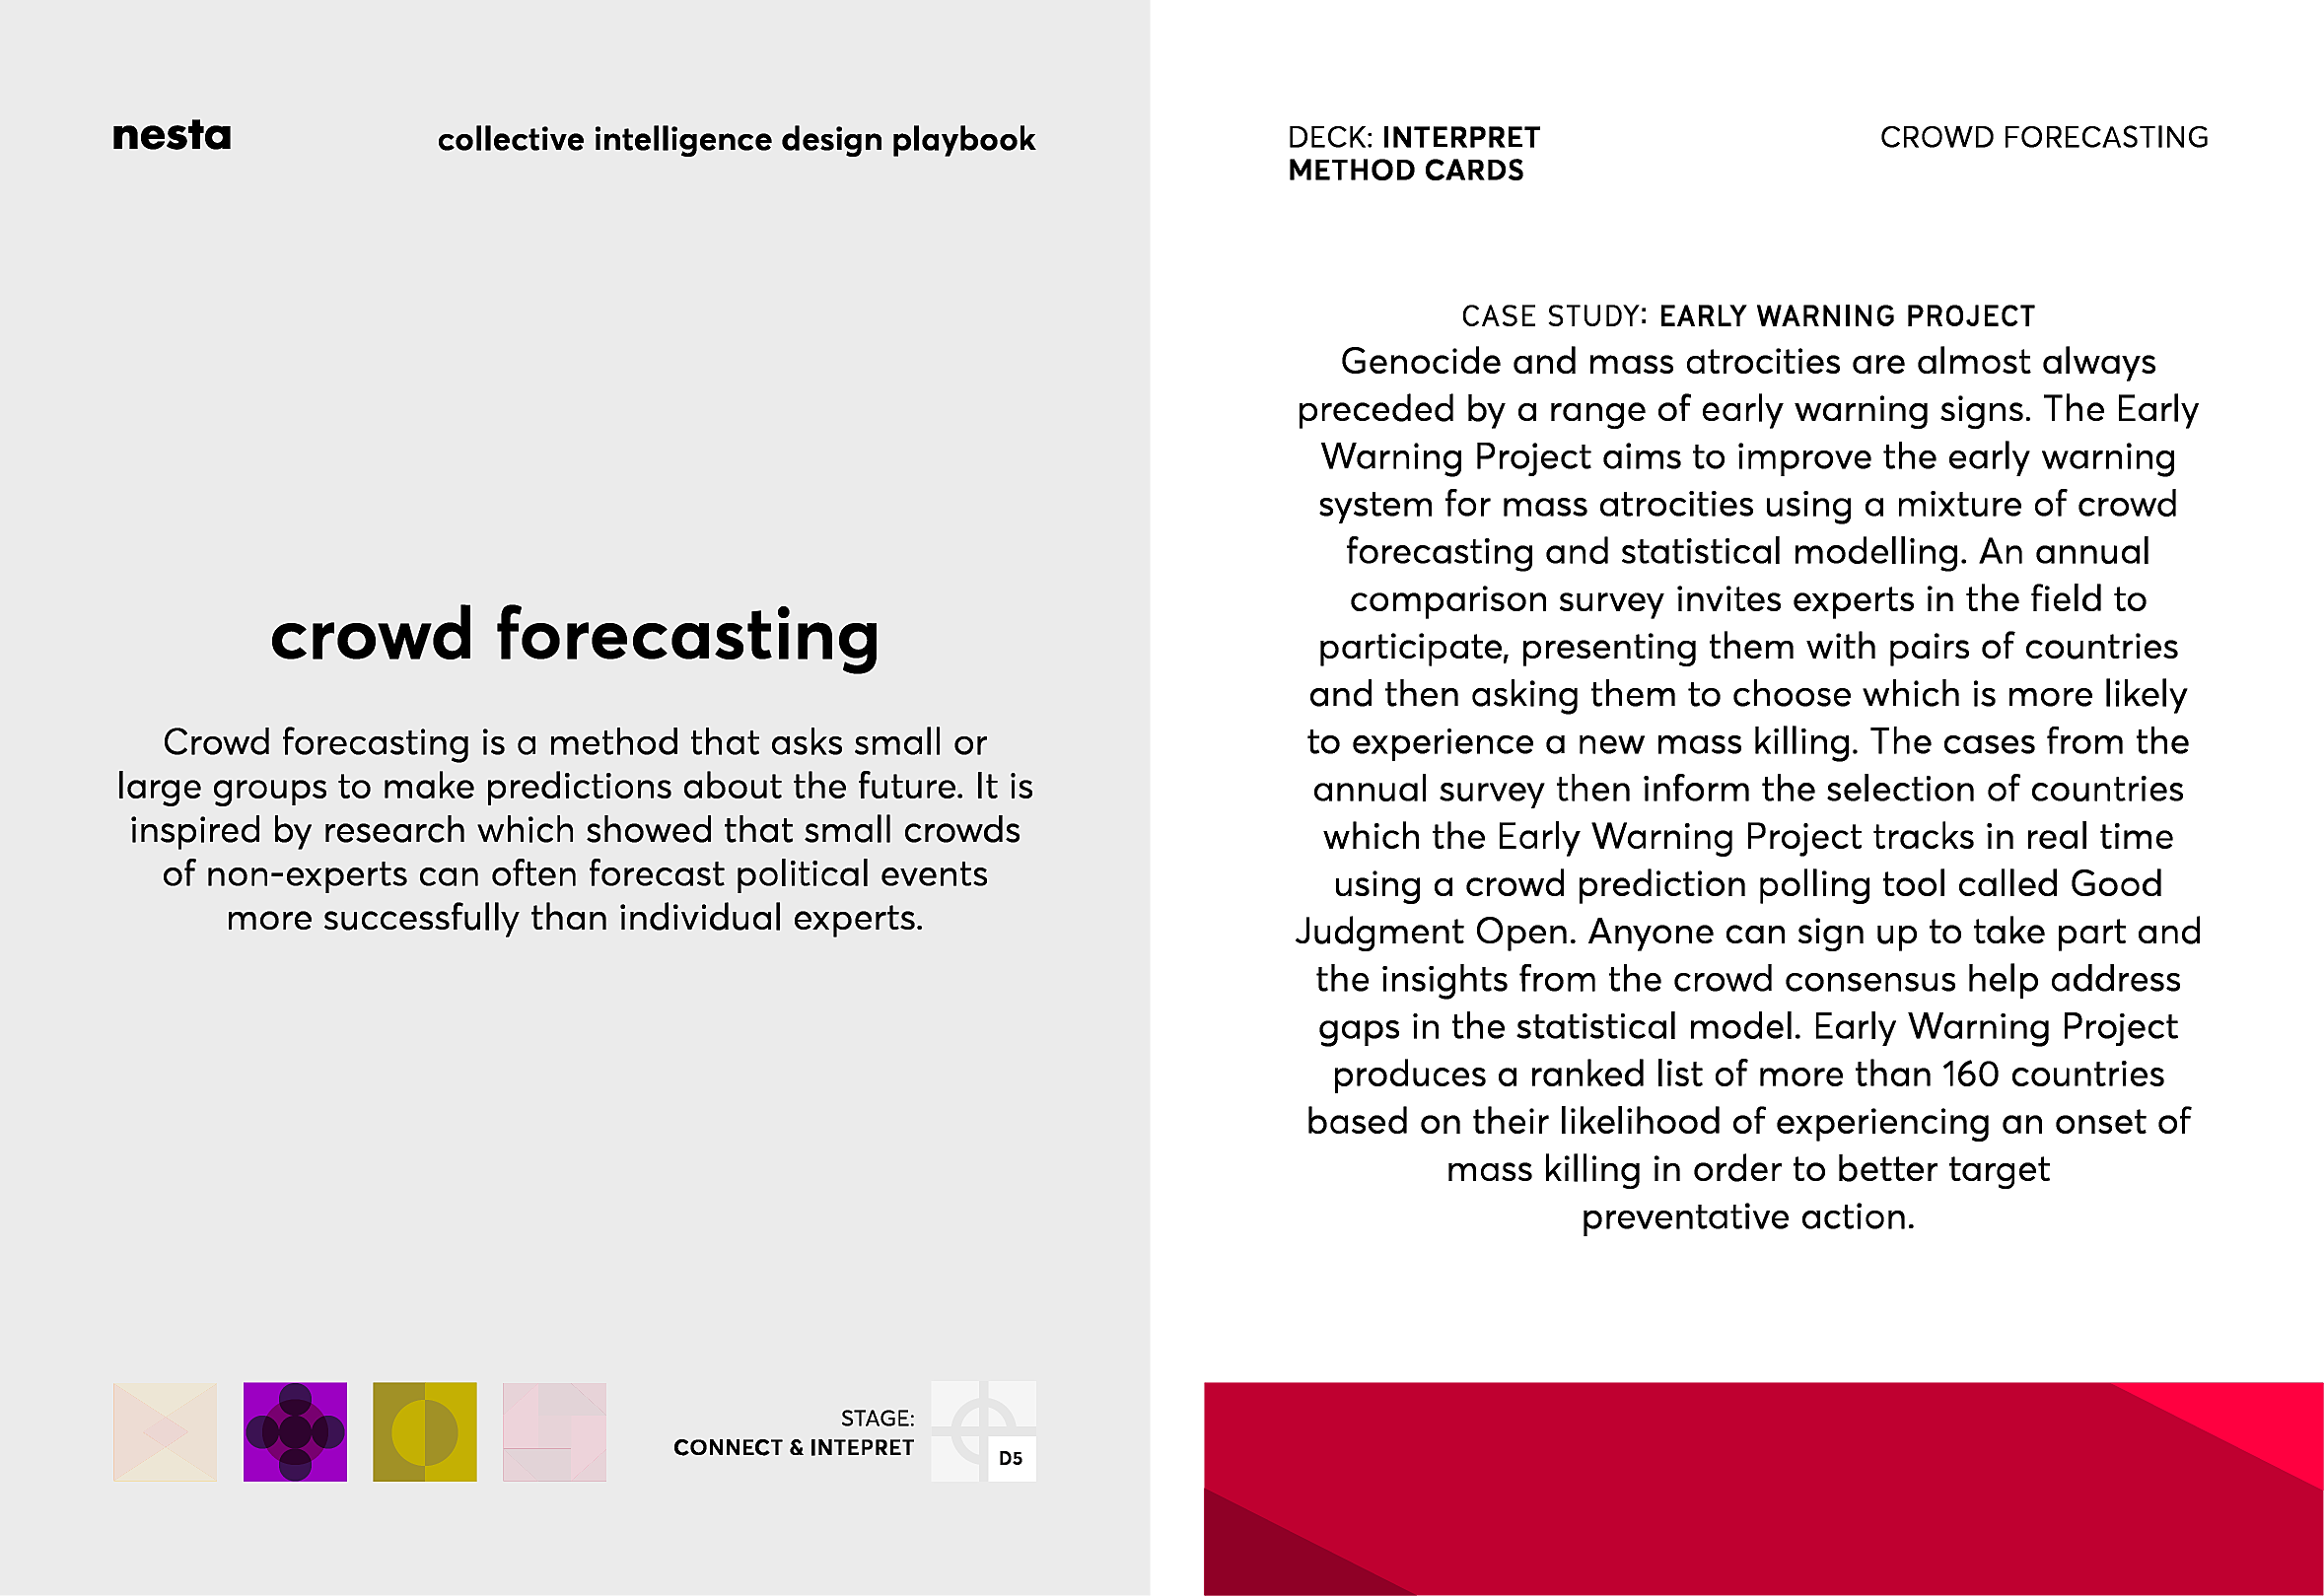 nesta
collective intelligence design playbook
crowd forecasting
Crowd forecasting is a method that asks small or
large groups to make predictions about the future. It is
inspired by research which showed that small crowds
of non-experts can often forecast political events
more successfully than individual experts.
STAGE:
CONNECT & INTEPRET
D5
DECK: INTERPRET
METHOD CARDS
CROWD FORECASTING
CASE STUDY: EARLY WARNING PROJECT
Genocide and mass atrocities are almost always
preceded by a range of early warning signs. The Early
Warning Project aims to improve the early warning
system for mass atrocities using a mixture of crowd
forecasting and statistical modelling. An annual
comparison survey invites experts in the field to
participate, presenting them with pairs of countries
and then asking them to choose which is more likely
to experience a new mass killing. The cases from the
annual survey then inform the selection of countries
which the Early Warning Project tracks in real time
using a crowd prediction polling tool called Good
Judgment Open. Anyone can sign up to take part and
the insights from the crowd consensus help address
gaps in the statistical model. Early Warning Project
produces a ranked list of more than 160 countries
based on their likelihood of experiencing an onset of
mass killing in order to better target
preventative action.